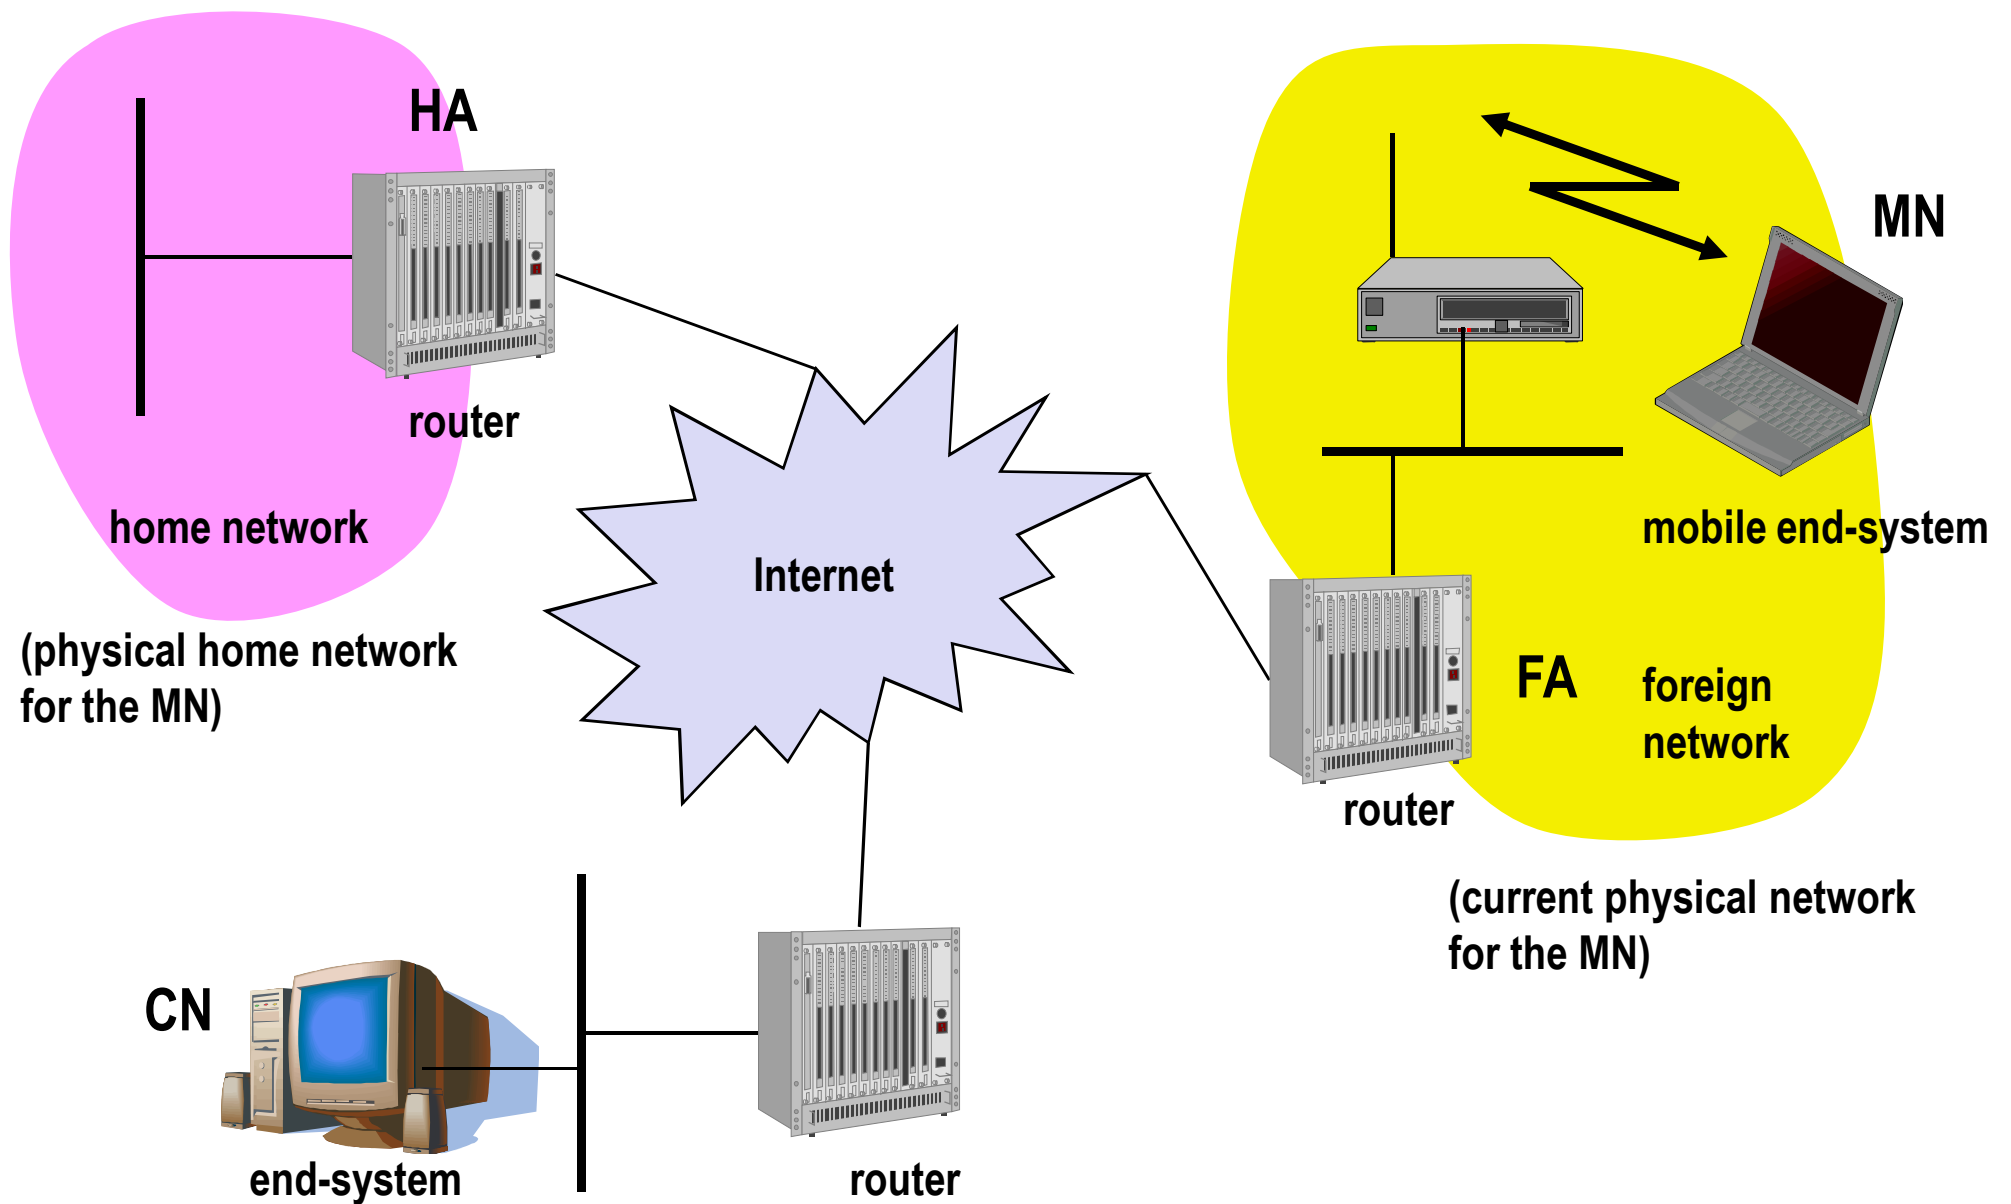 HA
router
home network
(physical home network
for the MN)
Internet
MN
mobile end-system
FA
foreign
network
router
(current physical network
for the MN)
CN
end-system
router